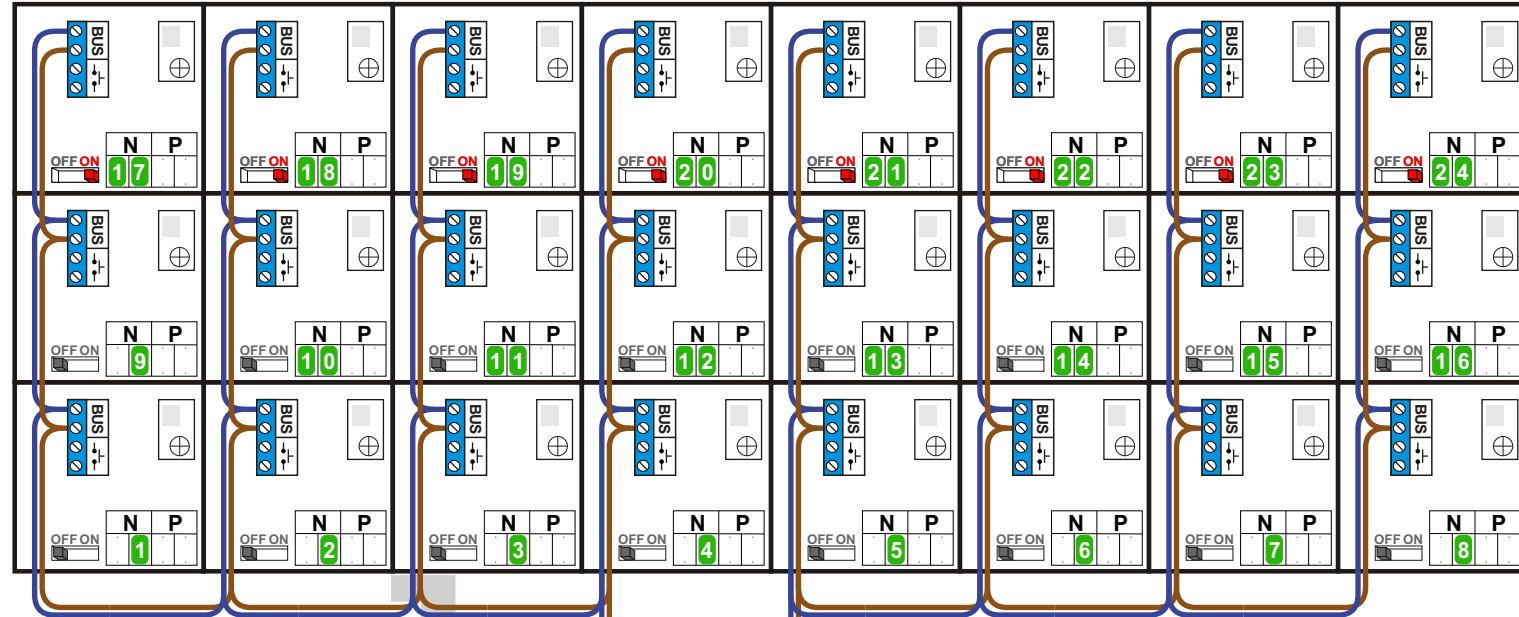 BUS BUS BUS BUS BUS BUS BUS BUS
N P N P N P N P N P N P N P N P
OFF ON 17 OFF ON 18 OFF ON 19 OFF ON 20 OFF ON 21 OFF ON 22 OFF ON 23 OFF ON 24
BUS BUS BUS BUS BUS BUS BUS BUS
N P N P N P N P N P N P N P N P
OFF ON 9 OFF ON 10 OFF ON 11 OFF ON 12 OFF ON 13 OFF ON 14 OFF ON 15 OFF ON 16
BUS BUS BUS BUS BUS BUS BUS BUS
N P N P N P N P N P N P N P N P
OFF ON 1 OFF ON 2 OFF ON 3 OFF ON 4 OFF ON 5 OFF ON 6 OFF ON 7 OFF ON 8